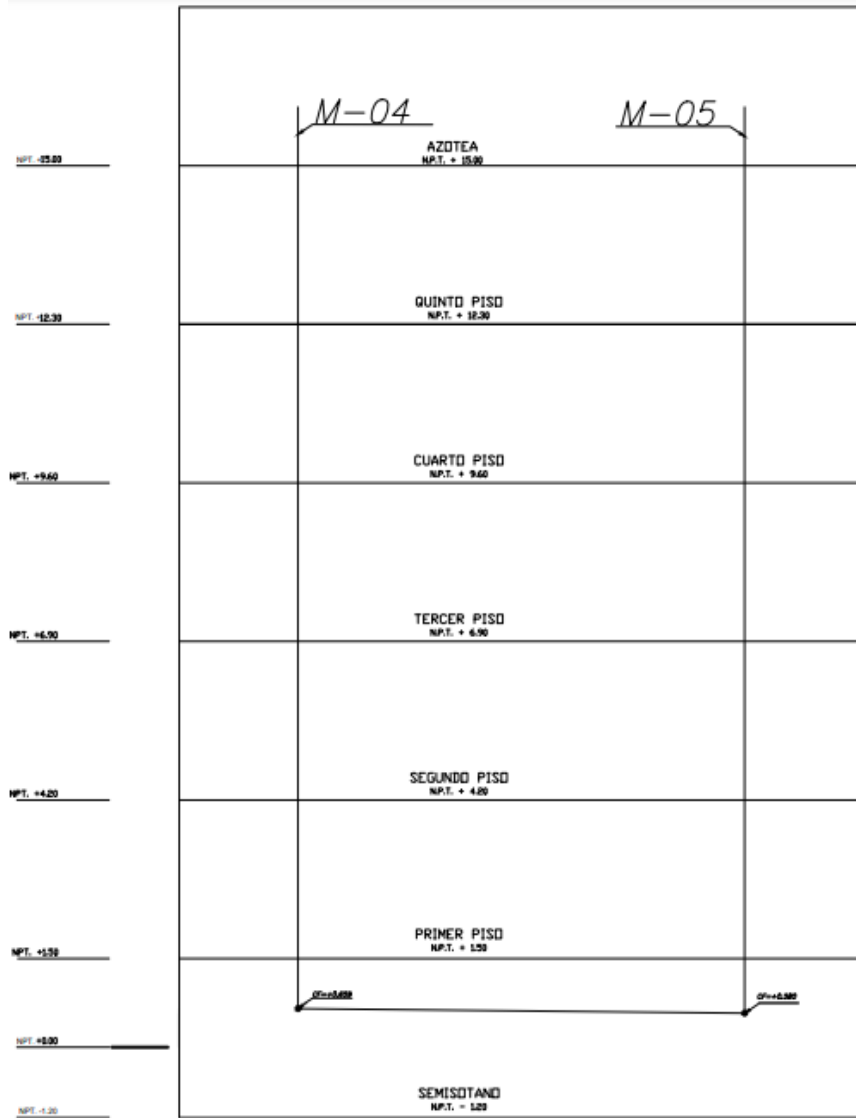 M-04
M-05
AZOTEA
N.P.T. + 15.00
NPT. +15.00
QUINTO PISO
N.P.T. + 12.30
NPT. +12.30
CUARTO PISO
N.P.T. + 9.60
NPT. +9.60
TERCER PISO
N.P.T. + 6.90
NPT. +6.90
SEGUNDO PISO
N.P.T. + 4.20
NPT. +4.20
PRIMER PISO
N.P.T. + 1.50
NPT. +1.50
NPT. +0.00
SEMISOTANO
N.P.T. - 1.20
NPT. -1.20